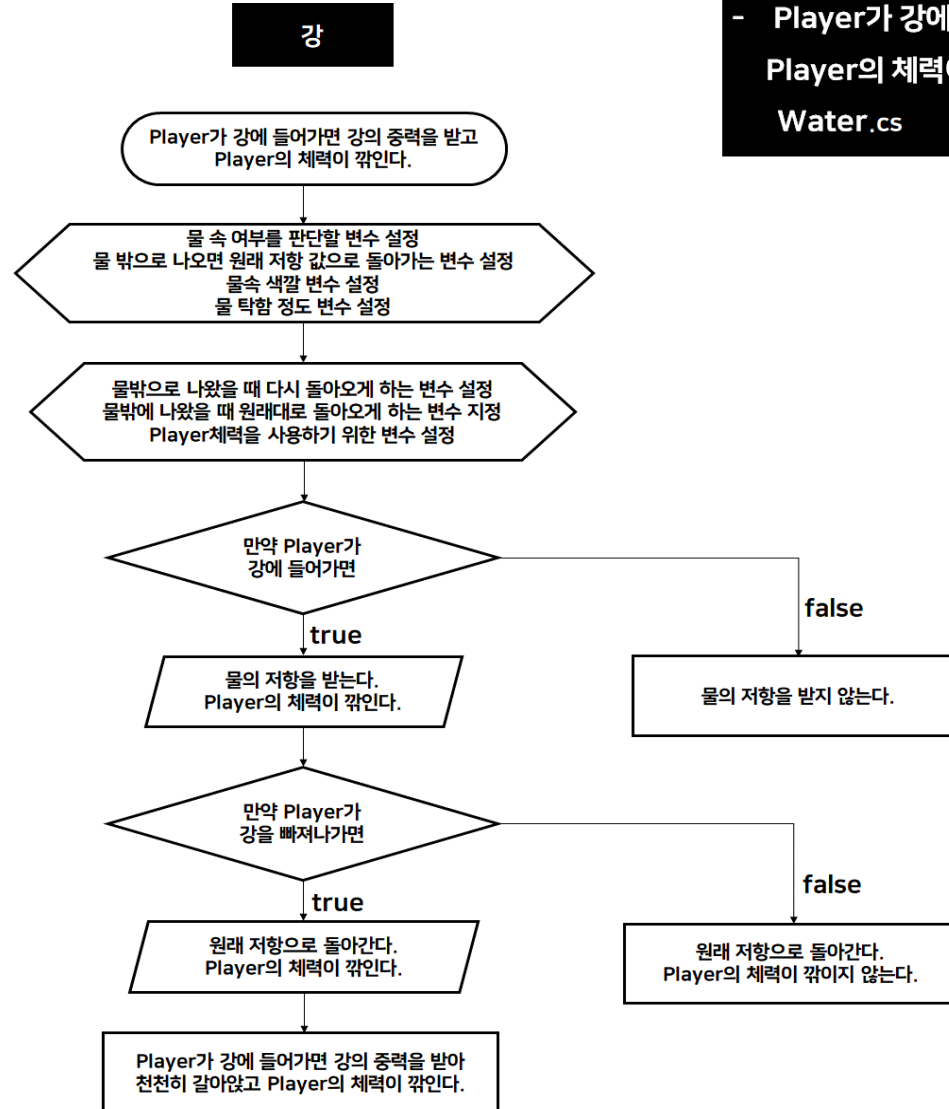 강
- Player가 강에
Player의 체력이
Water.cs
Player가 강에 들어가면 강의 중력을 받고
Player의 체력이 깎인다.
물 속 여부를 판단할 변수 설정
물 밖으로 나오면 원래 저항 값으로 돌아가는 변수 설정
물속 색깔 변수 설정
물 탁함 정도 변수 설정
물밖으로 나왔을 때 다시 돌아오게 하는 변수 설정
물밖에 나왔을 때 원래대로 돌아오게 하는 변수 지정
Player체력을 사용하기 위한 변수 설정
만약 Player가
강에 들어가면
false
true
물의 저항을 받는다.
Player의 체력이 깎인다.
물의 저항을 받지 않는다.
만약 Player가
강을 빠져나가면
false
true
원래 저항으로 돌아간다.
Player의 체력이 깎인다.
원래 저항으로 돌아간다.
Player의 체력이 깎이지 않는다.
Player가 강에 들어가면 강의 중력을 받아
천천히 갈아앉고 Player의 체력이 깎인다.